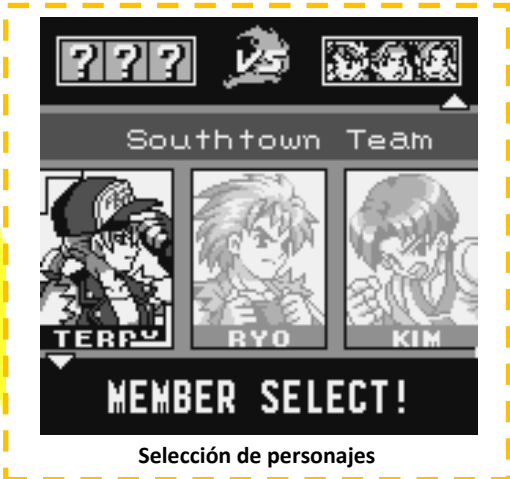 ? ? ? VS
Southtown Team
TERRY RYO KIM
MEMBER SELECT!
Selección de personajes